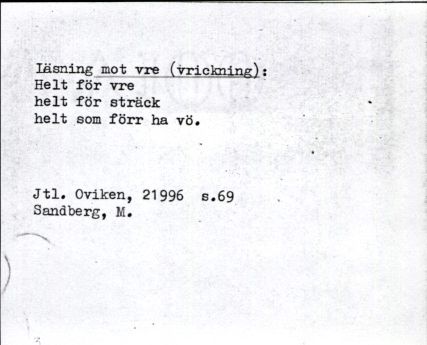 Läsning mot vre (vrickning):
Helt för vre
helt för sträck
helt som förr ha vö.
Jtl. Oviken, 21996 s.69
Sandberg, M.